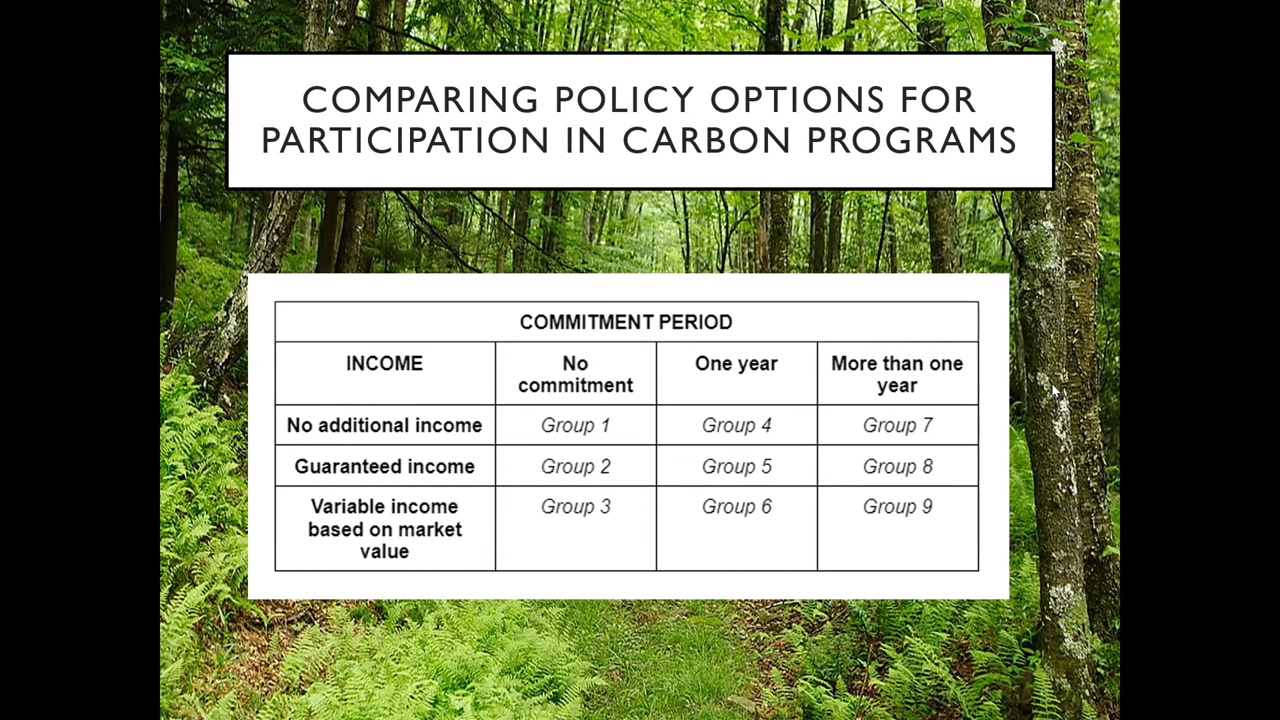 COMPARING POLICY OPTIONS FOR
PARTICIPATION IN CARBON PROGRAMS
COMMITMENT PERIOD
INCOME
No
commitment
One year
More than one
year
No additional income
Group 1
Group 4
Group 7
Guaranteed income
Group 2
Group 5
Group 8
Variable income
based on market
value
Group 3
Group 6
Group 9